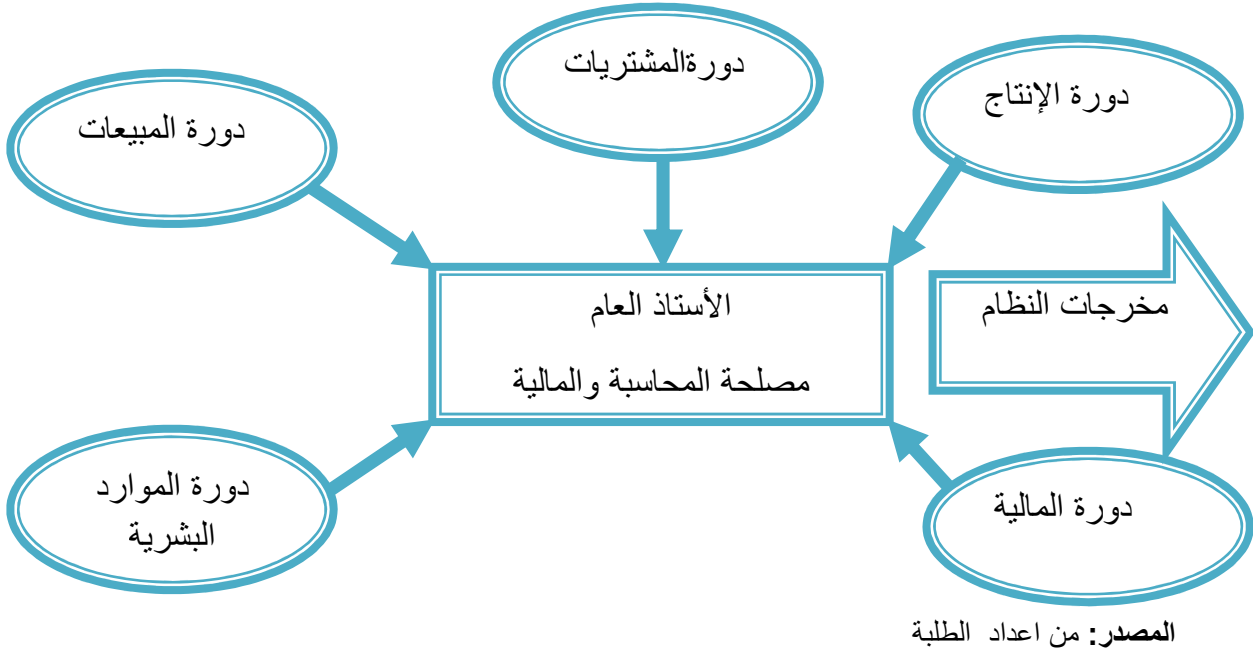 دورةالمشتريات
دورة الإنتاج
دورة المبيعات
الأستاذ العام
مصلحة المحاسبة والمالية
مخرجات النظام
دورة الموارد
البشرية
دورة المالية
المصدر: من اعداد الطلبة